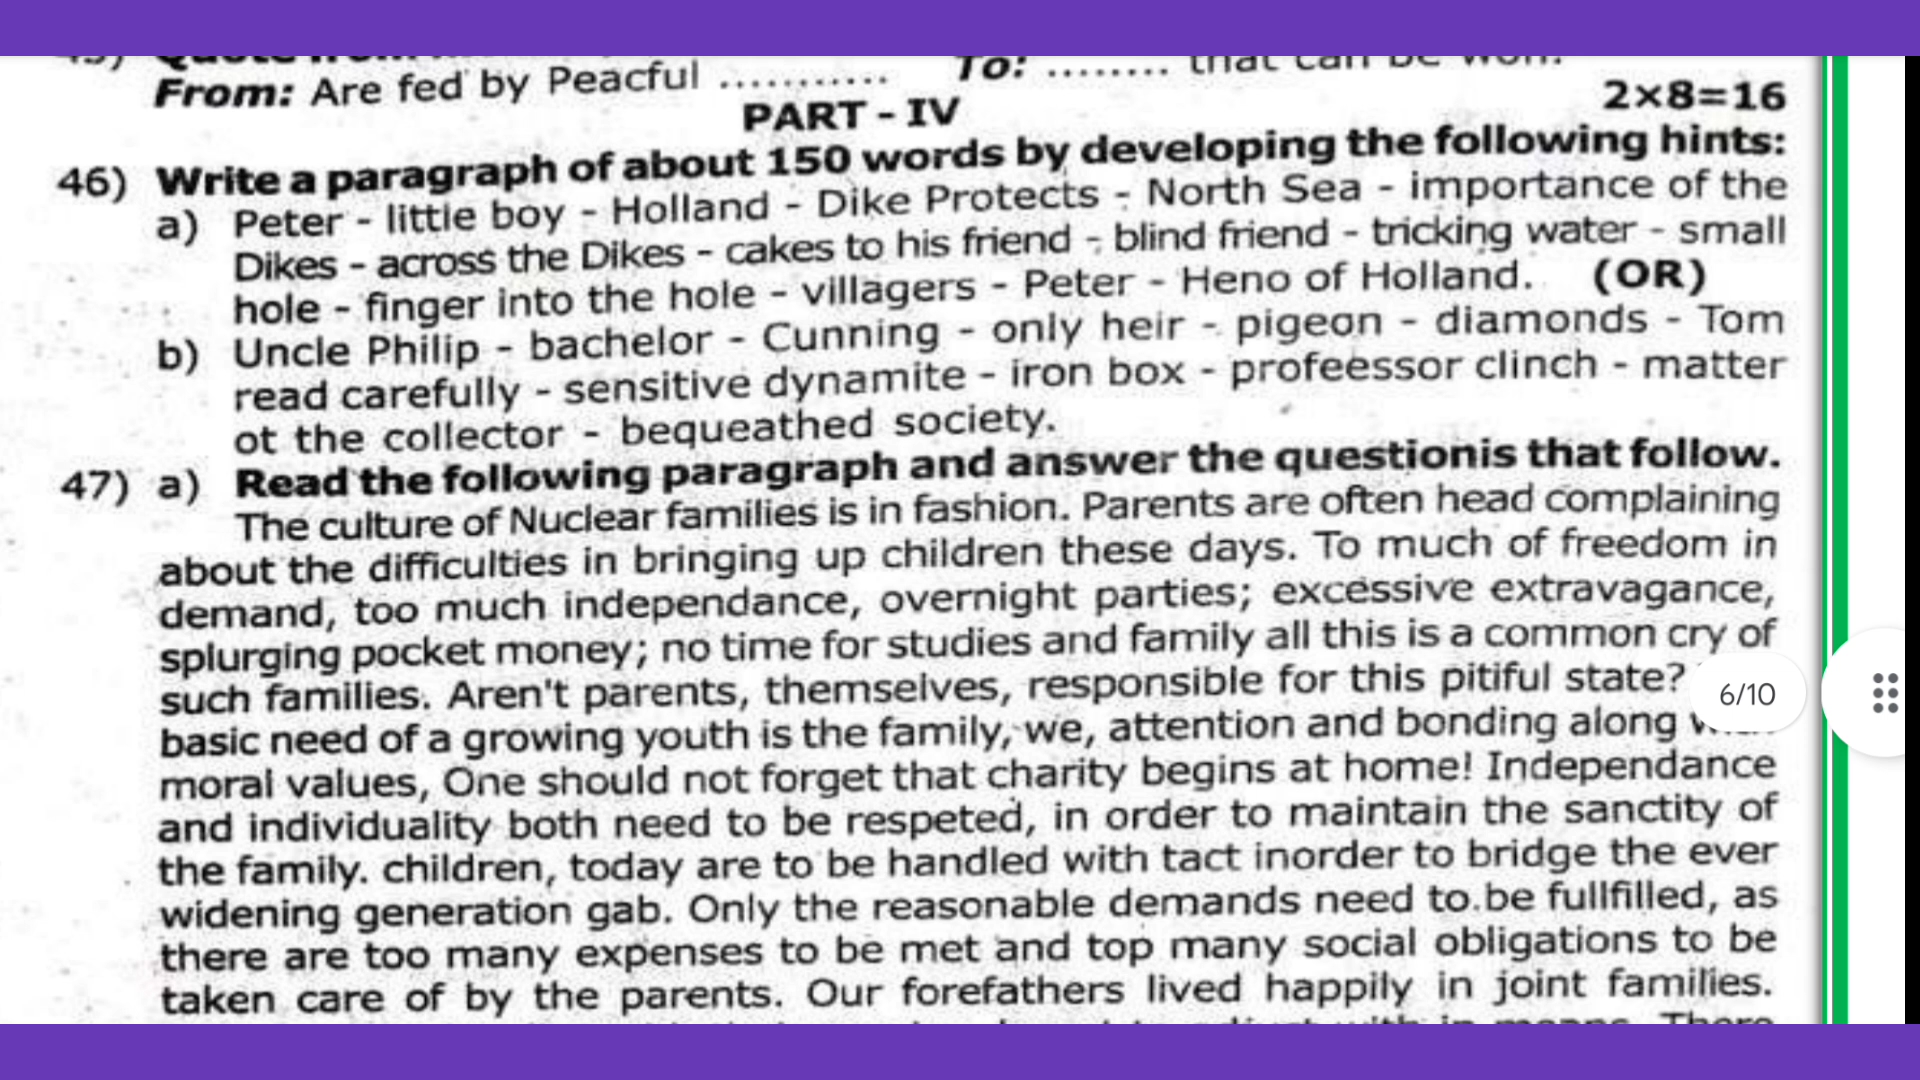 From: Are fed by Peacful ........... To: ........ that can be won.
PART - IV
2×8=16
46) Write a paragraph of about 150 words by developing the following hints:
a) Peter - little boy - Holland - Dike Protects - North Sea - importance of the
Dikes - across the Dikes - cakes to his friend - blind friend - tricking water - small
hole - finger into the hole - villagers - Peter - Heno of Holland. (OR)
b) Uncle Philip - bachelor - Cunning - only heir - pigeon - diamonds - Tom
read carefully - sensitive dynamite - iron box - profeessor clinch - matter
ot the collector - bequeathed society.
47) a) Read the following paragraph and answer the questionis that follow.
The culture of Nuclear families is in fashion. Parents are often head complaining
about the difficulties in bringing up children these days. To much of freedom in
demand, too much independance, overnight parties; excessive extravagance,
splurging pocket money; no time for studies and family all this is a common cry of
such families. Aren't parents, themselves, responsible for this pitiful state?
basic need of a growing youth is the family, we, attention and bonding along
moral values, One should not forget that charity begins at home! Independance
and individuality both need to be respeted, in order to maintain the sanctity of
the family. children, today are to be handled with tact inorder to bridge the ever
widening generation gab. Only the reasonable demands need to.be fullfilled, as
there are too many expenses to be met and top many social obligations to be
taken care of by the parents. Our forefathers lived happily in joint families.
6/10